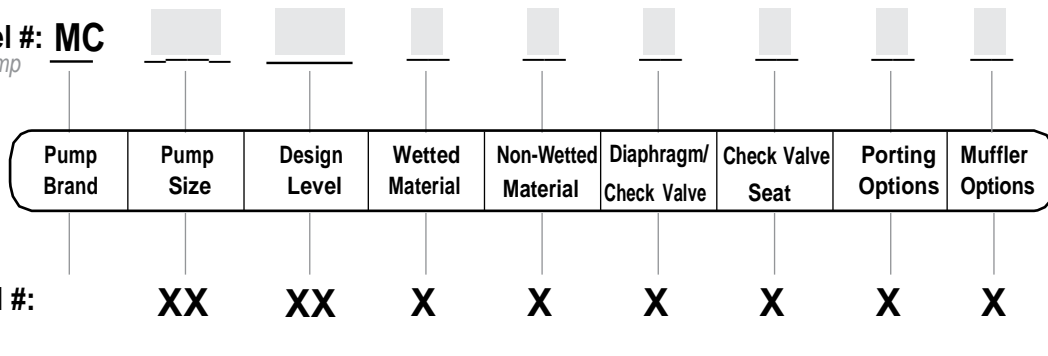 el #: MC
mp
Pump Brand
Pump Size
Design Level
Wetted Material
Non-Wetted Material
Diaphragm/ Check Valve
Check Valve Seat
Porting Options
Muffler Options
l #:
XX XX X X X X X X